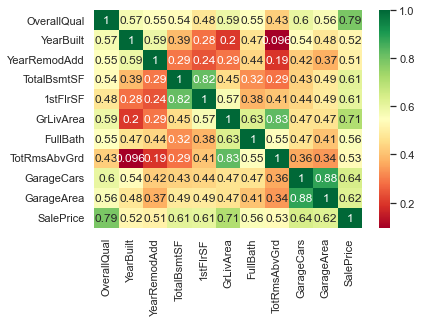 OverallQual 1 0.57 0.55 0.54 0.48 0.59 0.55 0.43 0.6 0.56 0.79
YearBuilt 0.57 1 0.59 0.39 0.28 0.2 0.47 0.096 0.54 0.48 0.52
YearRemodAdd 0.55 0.59 1 0.29 0.24 0.29 0.44 0.19 0.42 0.37 0.51
TotalBsmtSF 0.54 0.39 0.29 1 0.82 0.45 0.32 0.29 0.43 0.49 0.61
1stFlrSF 0.48 0.28 0.24 0.82 1 0.57 0.38 0.41 0.44 0.49 0.61
GrLivArea 0.59 0.2 0.29 0.45 0.57 1 0.63 0.83 0.47 0.47 0.71
FullBath 0.55 0.47 0.44 0.32 0.38 0.63 1 0.55 0.47 0.41 0.56
TotRmsAbvGrd 0.43 0.096 0.19 0.29 0.41 0.83 0.55 1 0.36 0.34 0.53
GarageCars 0.6 0.54 0.42 0.43 0.44 0.47 0.47 0.36 1 0.88 0.64
GarageArea 0.56 0.48 0.37 0.49 0.49 0.47 0.41 0.34 0.88 1 0.62
SalePrice 0.79 0.52 0.51 0.61 0.61 0.71 0.56 0.53 0.64 0.62 1
OverallQual
YearBuilt
YearRemodAdd
TotalBsmtSF
1stFlrSF
GrLivArea
FullBath
TotRmsAbvGrd
GarageCars
GarageArea
SalePrice
1.0
0.8
0.6
0.4
0.2